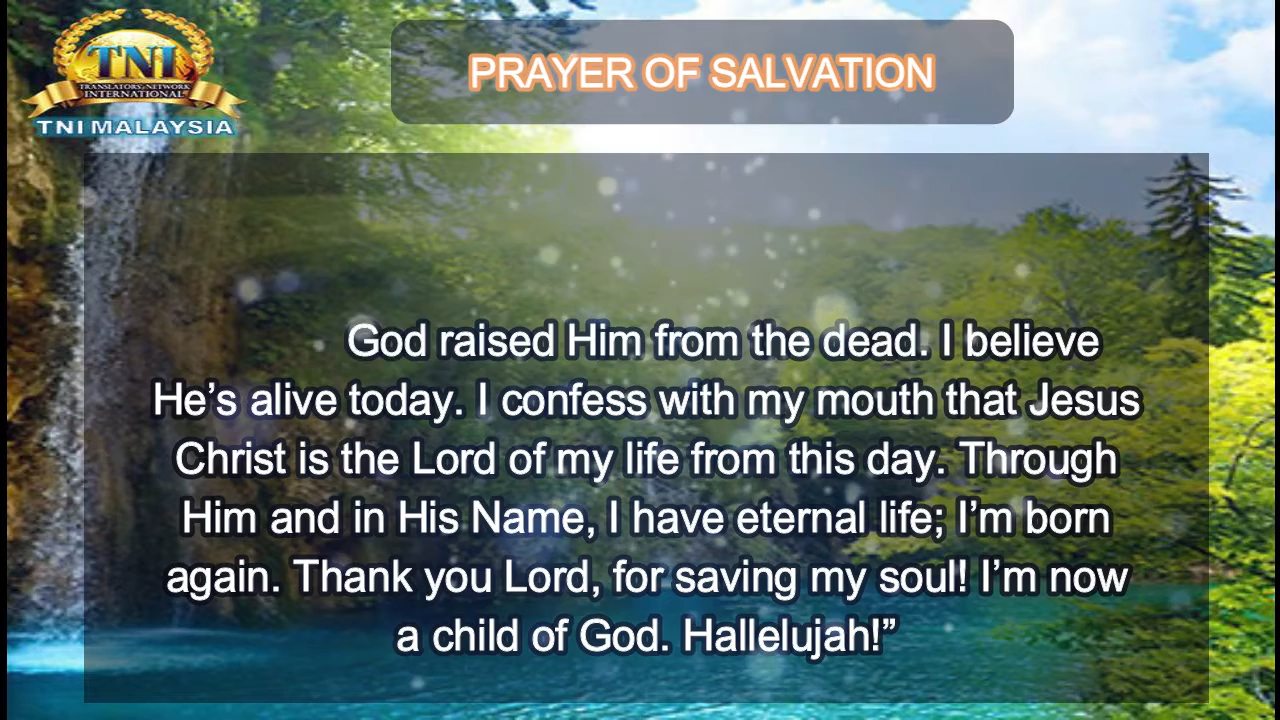 TNI
TRANSLATORS NETWORK
INTERNATIONAL
TNI MALAYSIA
PRAYER OF SALVATION
God raised Him from the dead. I believe
He’s alive today. I confess with my mouth that Jesus
Christ is the Lord of my life from this day. Through
Him and in His Name, I have eternal life; I’m born
again. Thank you Lord, for saving my soul! I’m now
a child of God. Hallelujah!”